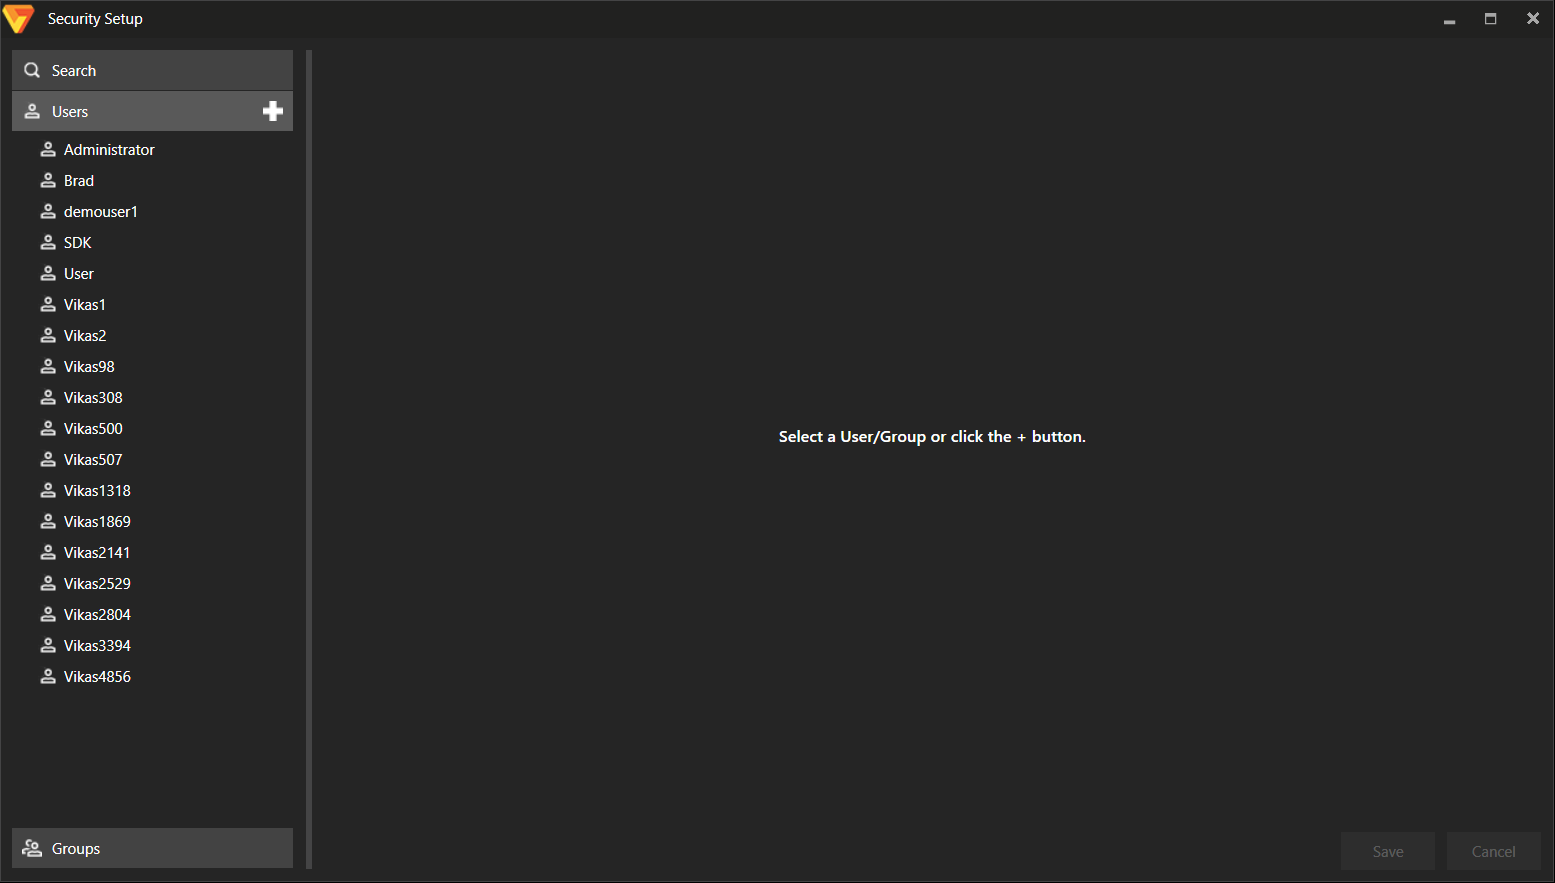 Security Setup
Search
Users
Administrator
Brad
demouser1
SDK
User
Vikas1
Vikas2
Vikas98
Vikas308
Vikas500
Vikas507
Vikas1318
Vikas1869
Vikas2141
Vikas2529
Vikas2804
Vikas3394
Vikas4856
Groups
Select a User/Group or click the + button.
Save
Cancel